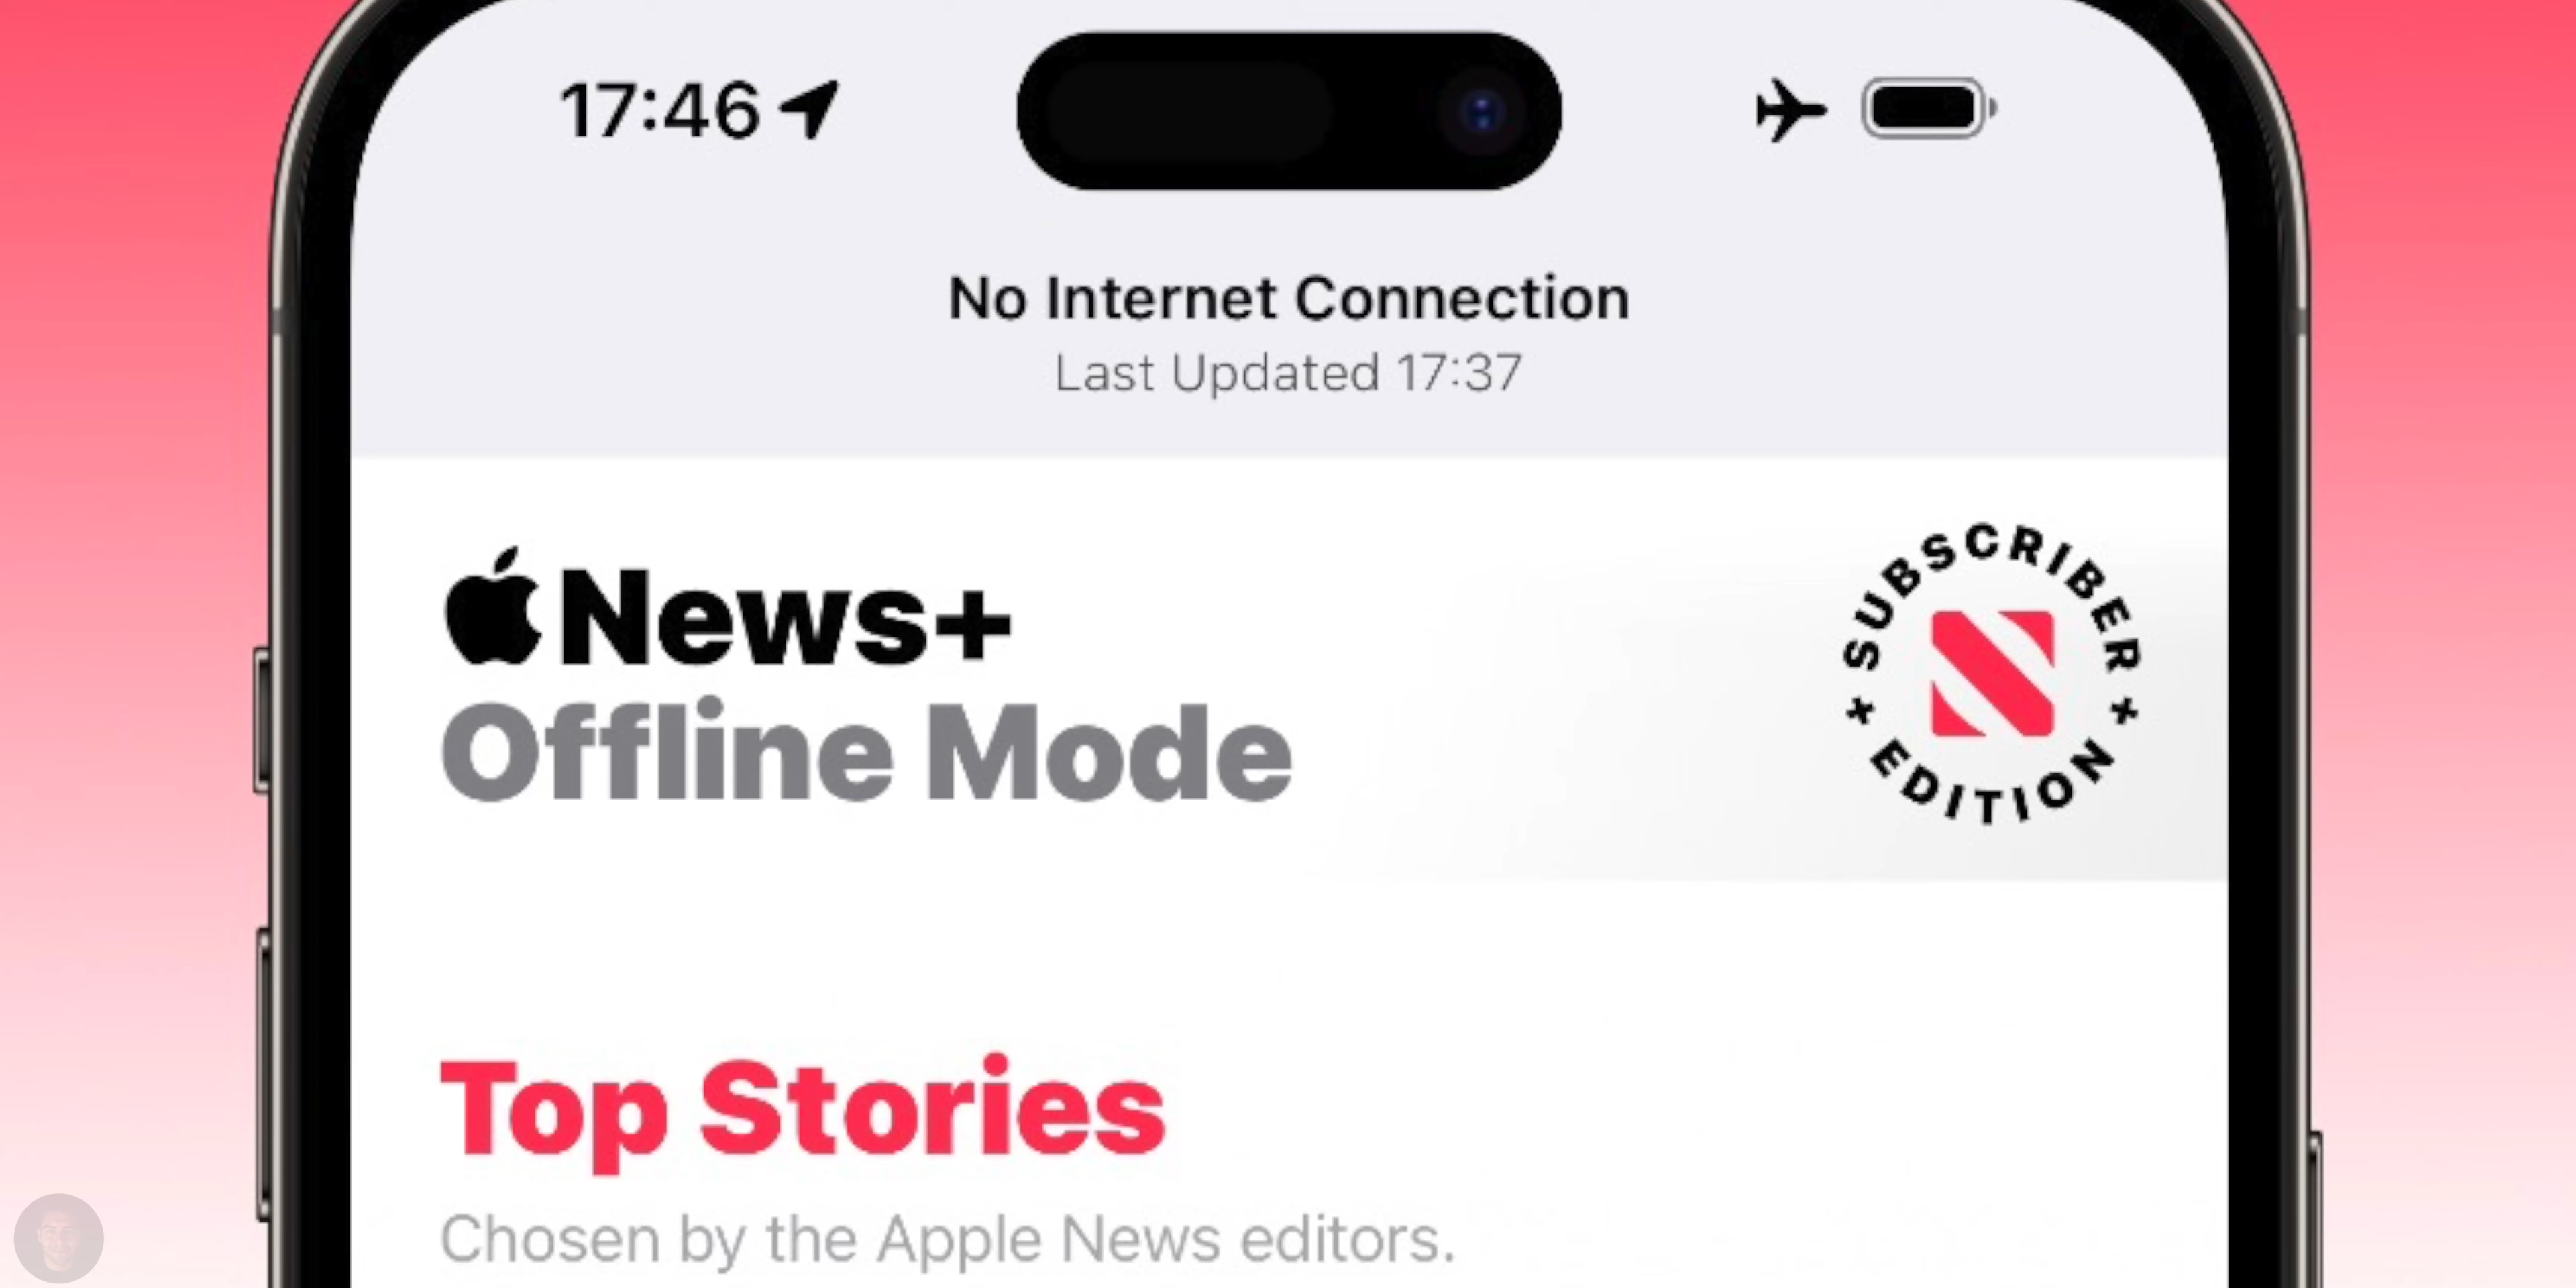 17:46
No Internet Connection
Last Updated 17:37
News+
Offline Mode
SUBSCRIBER
+ EDITION +
Top Stories
Chosen by the Apple News editors.